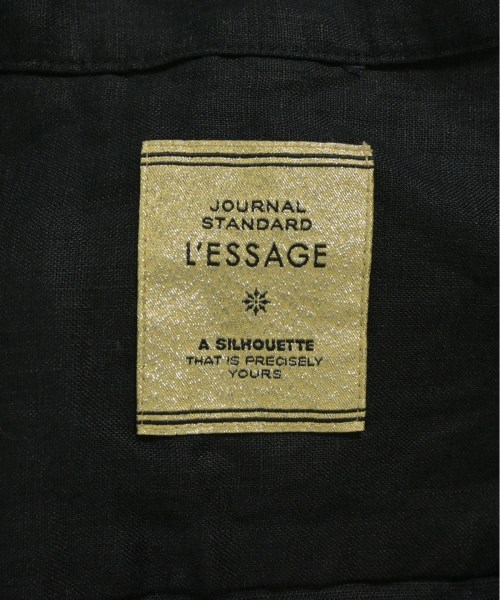 JOURNAL
STANDARD
L'ESSAGE
A SILHOUETTE
THAT IS PRECISELY
YOURS